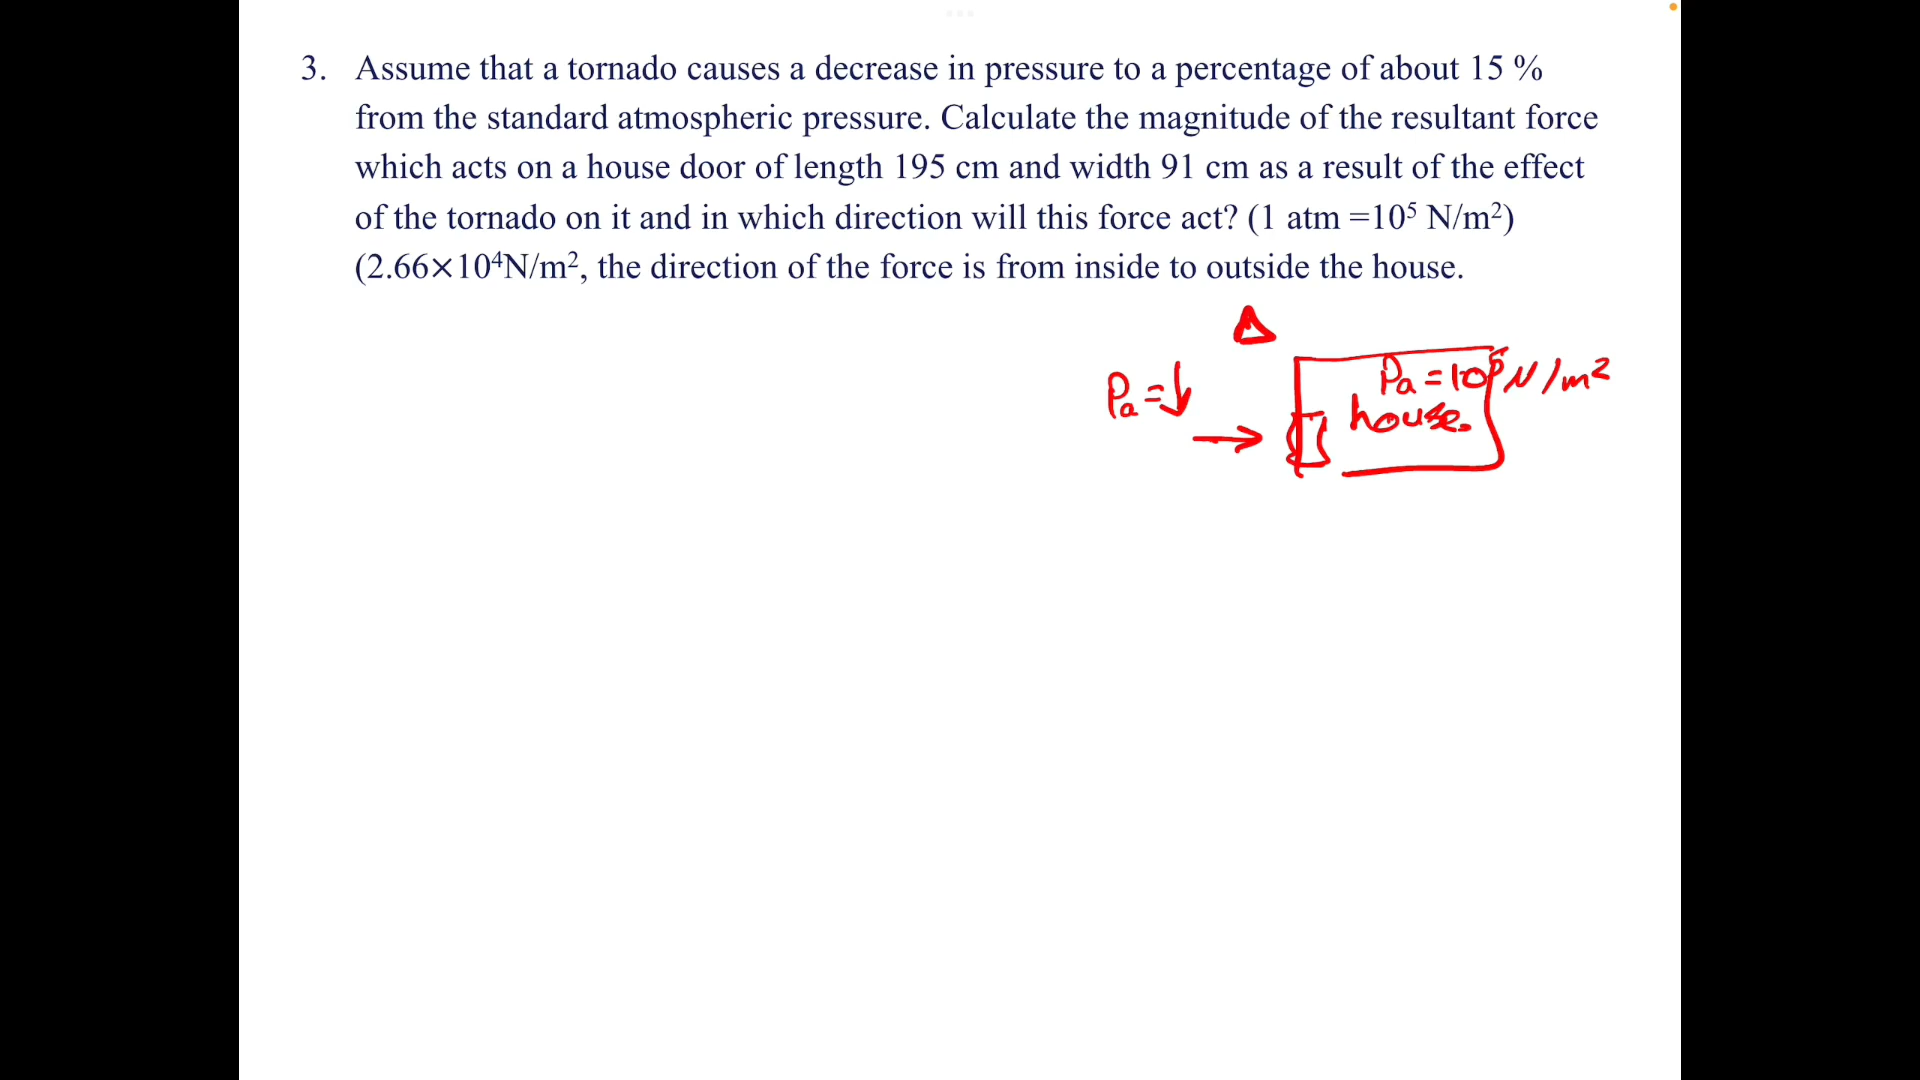 3. Assume that a tornado causes a decrease in pressure to a percentage of about 15 %
from the standard atmospheric pressure. Calculate the magnitude of the resultant force
which acts on a house door of length 195 cm and width 91 cm as a result of the effect
of the tornado on it and in which direction will this force act? (1 atm =10⁵ N/m²)
(2.66×10⁴N/m², the direction of the force is from inside to outside the house.
Pₐ = ↓
Pₐ = 10⁵ N/m²
house.